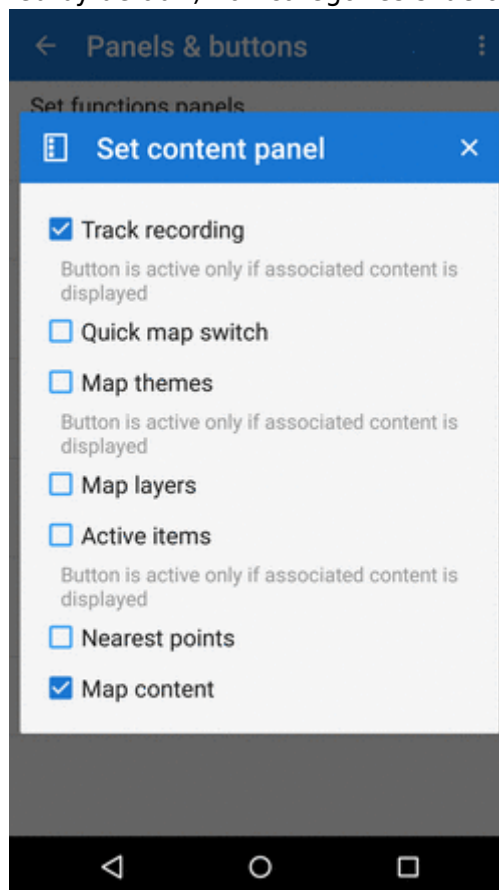 Panels & buttons
Set functions panels
Set content panel
Track recording
Button is active only if associated content is
displayed
Quick map switch
Map themes
Button is active only if associated content is
displayed
Map layers
Active items
Button is active only if associated content is
displayed
Nearest points
Map content